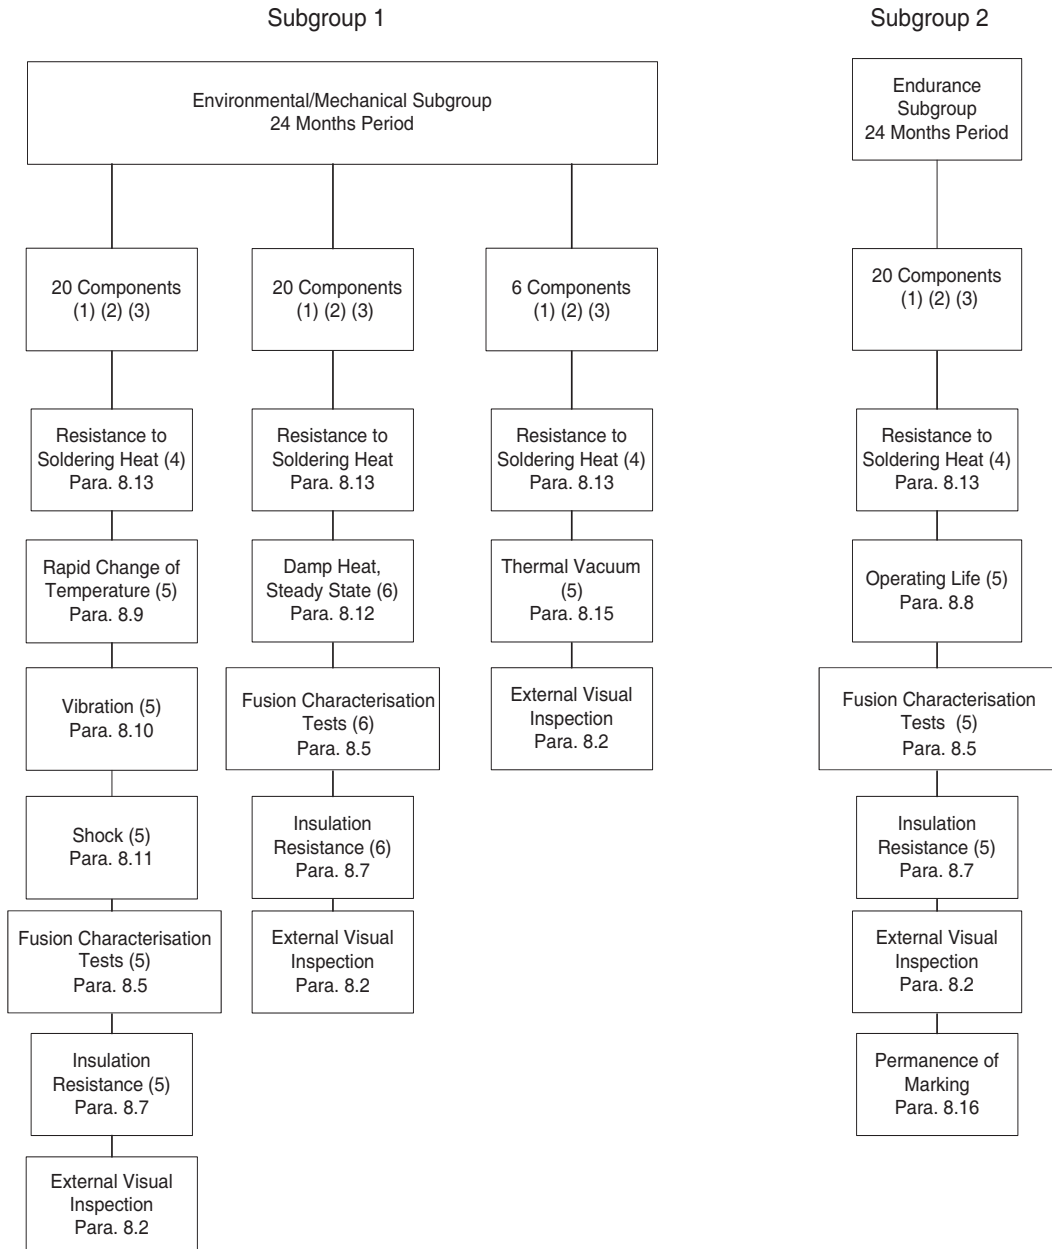 Subgroup 1
Environmental/Mechanical Subgroup
24 Months Period
20 Components
(1) (2) (3)
Resistance to
Soldering Heat (4)
Para. 8.13
Rapid Change of
Temperature (5)
Para. 8.9
Vibration (5)
Para. 8.10
Shock (5)
Para. 8.11
Fusion Characterisation
Tests (5)
Para. 8.5
Insulation
Resistance (5)
Para. 8.7
External Visual
Inspection
Para. 8.2
20 Components
(1) (2) (3)
Resistance to
Soldering Heat
Para. 8.13
Damp Heat,
Steady State (6)
Para. 8.12
Fusion Characterisation
Tests (6)
Para. 8.5
Insulation
Resistance (6)
Para. 8.7
External Visual
Inspection
Para. 8.2
6 Components
(1) (2) (3)
Resistance to
Soldering Heat (4)
Para. 8.13
Thermal Vacuum
(5)
Para. 8.15
External Visual
Inspection
Para. 8.2
Subgroup 2
Endurance
Subgroup
24 Months Period
20 Components
(1) (2) (3)
Resistance to
Soldering Heat (4)
Para. 8.13
Operating Life (5)
Para. 8.8
Fusion Characterisation
Tests (5)
Para. 8.5
Insulation
Resistance (5)
Para. 8.7
External Visual
Inspection
Para. 8.2
Permanence of
Marking
Para. 8.16